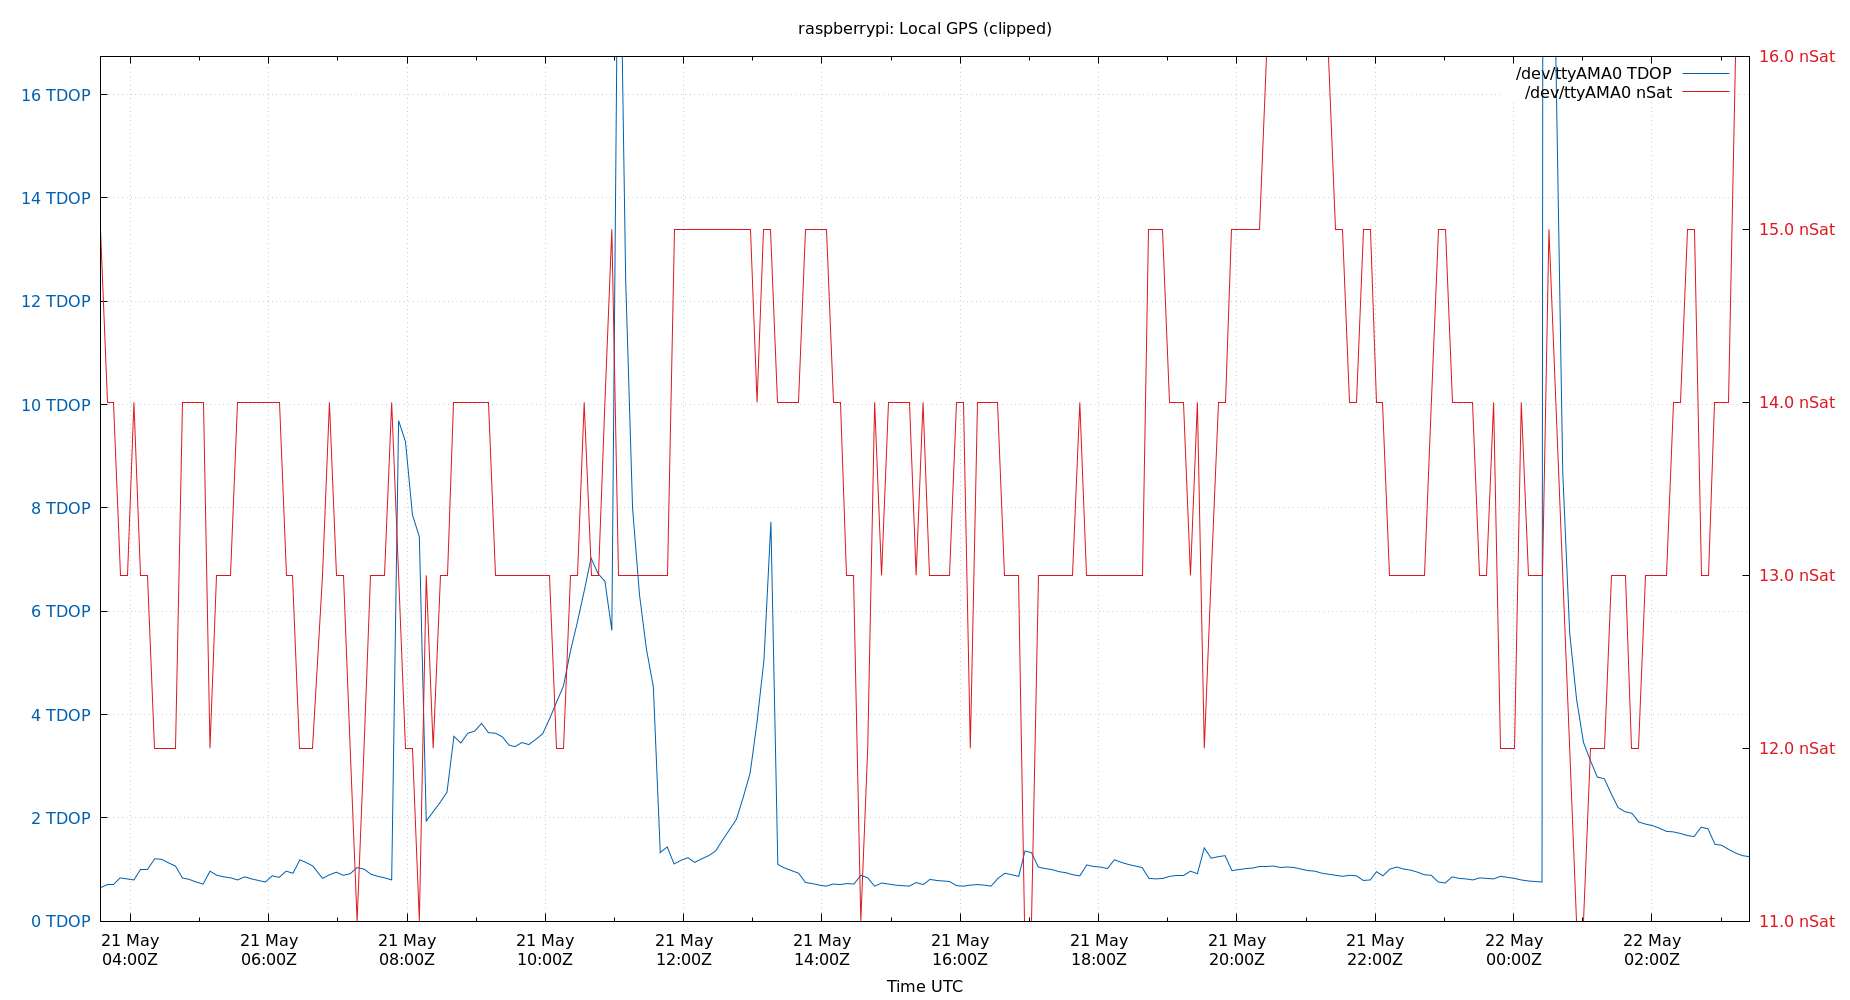 raspberrypi: Local GPS (clipped)
16.0 nSat
/dev/ttyAMA0 TDOP
/dev/ttyAMA0 nSat
16 TDOP
14 TDOP
15.0 nSat
12 TDOP
10 TDOP
14.0 nSat
8 TDOP
13.0 nSat
6 TDOP
4 TDOP
12.0 nSat
2 TDOP
0 TDOP
11.0 nSat
21 May 21 May 21 May 21 May 21 May 21 May 21 May 21 May 21 May 21 May 22 May 22 May
04:00Z 06:00Z 08:00Z 10:00Z 12:00Z 14:00Z 16:00Z 18:00Z 20:00Z 22:00Z 00:00Z 02:00Z
Time UTC